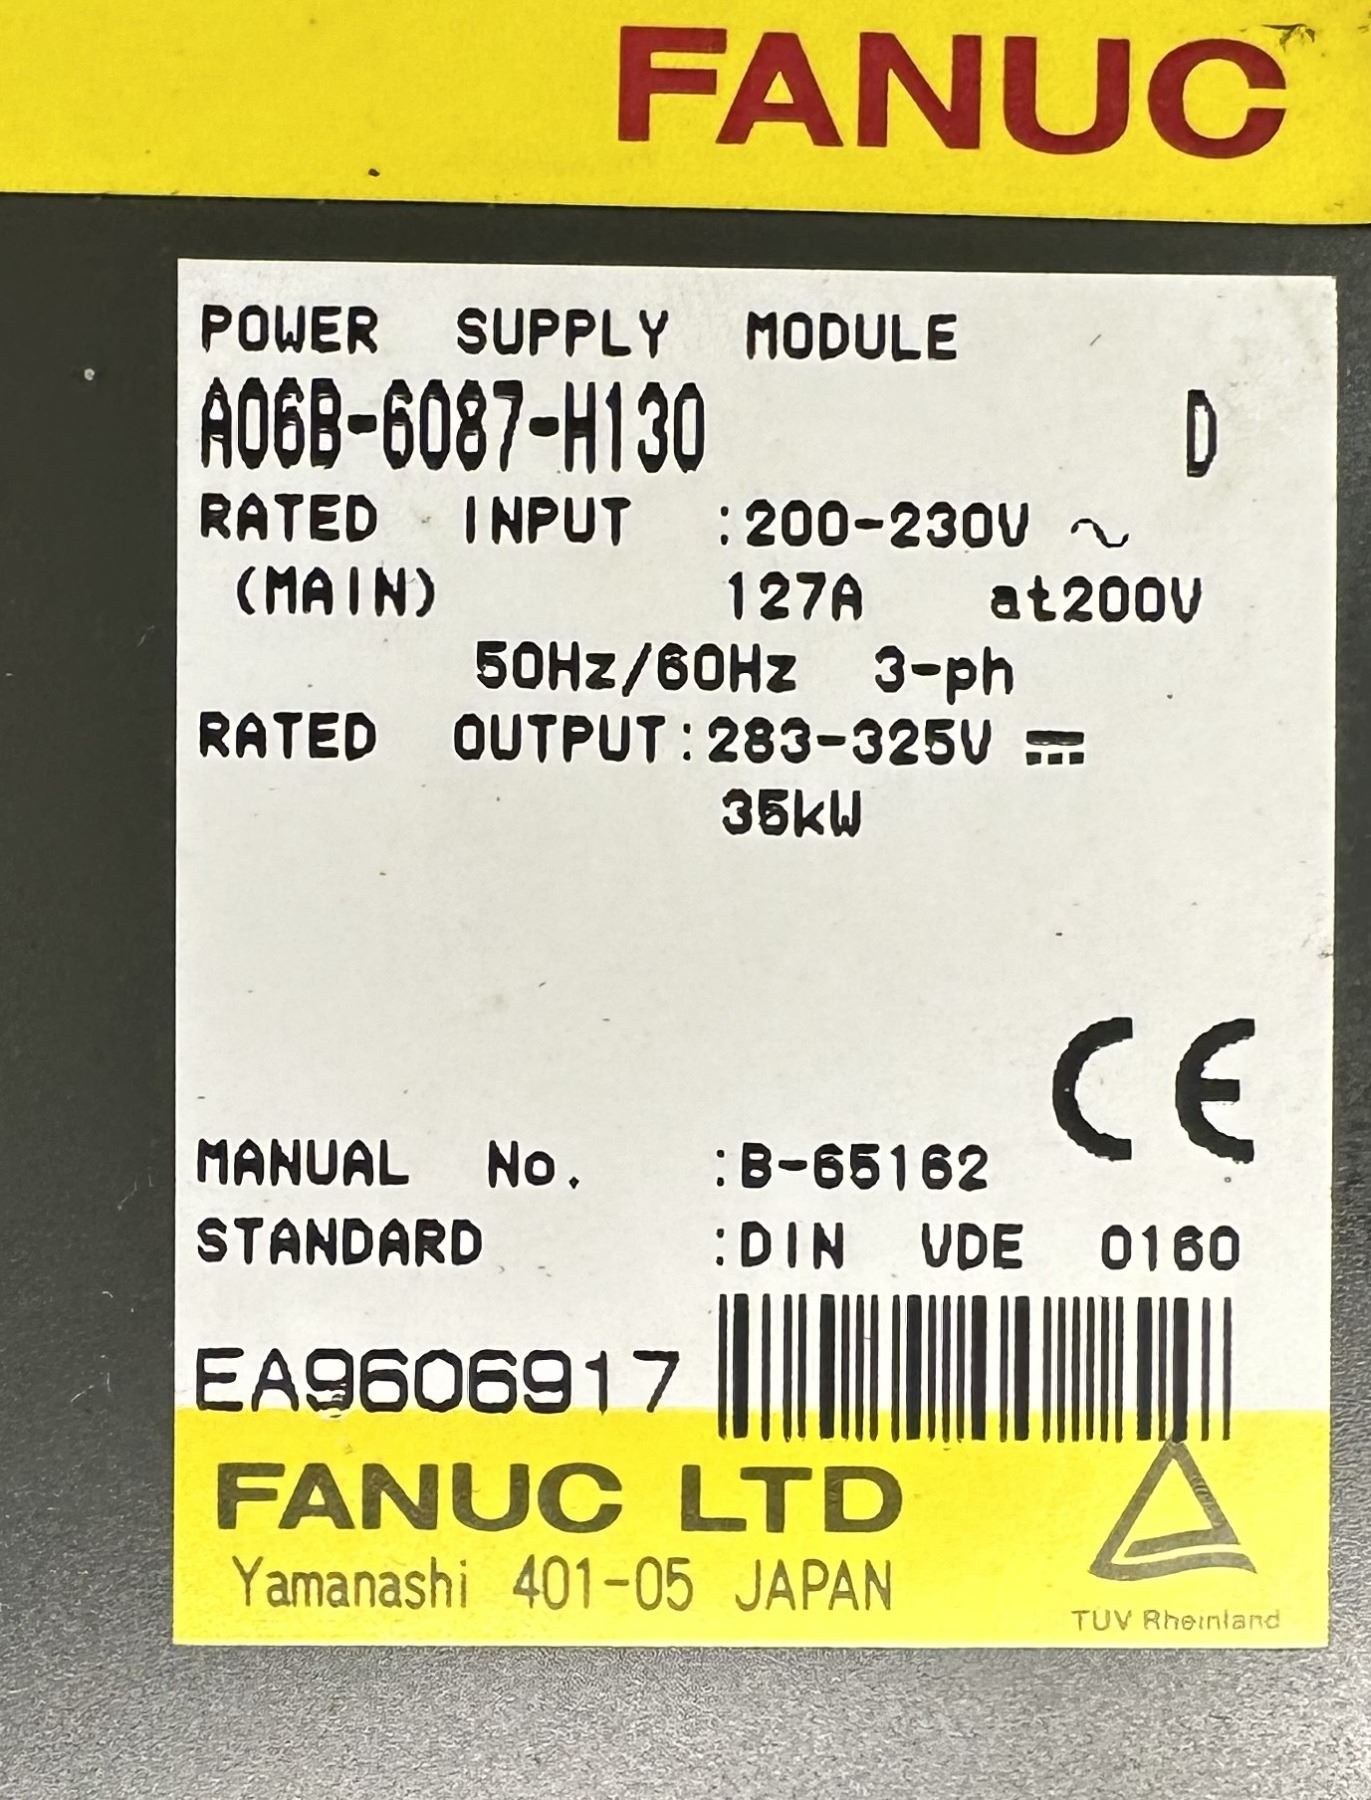 FANUC
POWER SUPPLY MODULE
A06B-6087-H130 D
RATED INPUT :200-230V ∿
(MAIN) 127A at200V
50Hz/60Hz 3-ph
RATED OUTPUT:283-325V ⎓
35kW
CE
MANUAL No. :B-65162
STANDARD :DIN VDE 0160
EA9606917
FANUC LTD
Yamanashi 401-05 JAPAN
TUV Rheinland